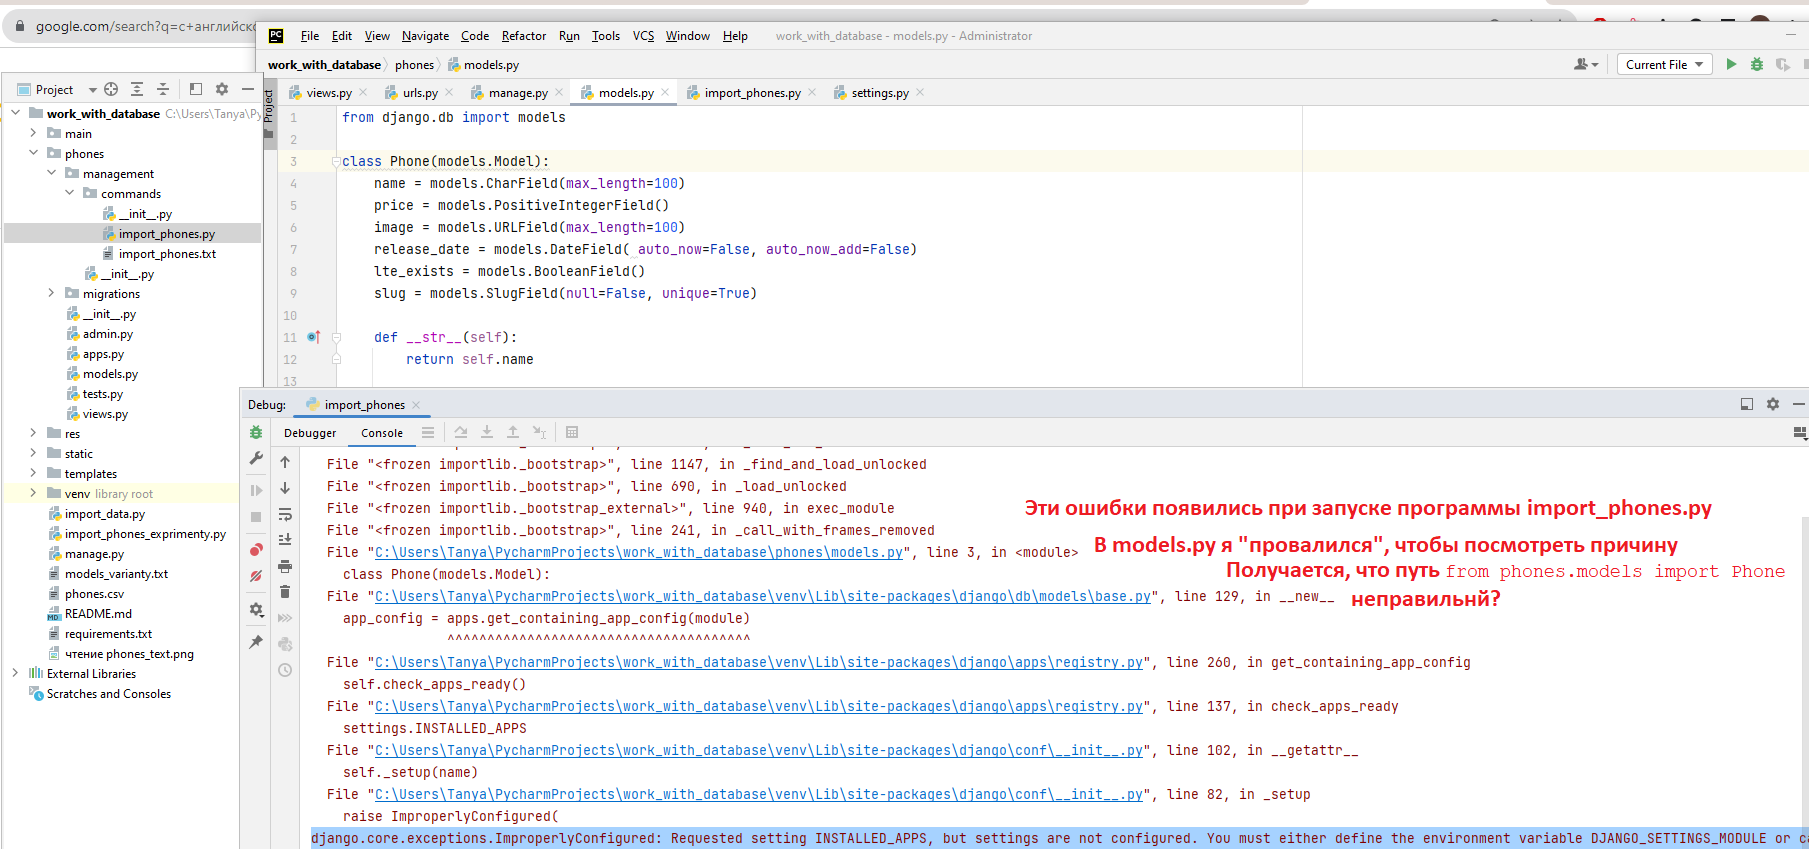 google.com/search?q=с+английско
File Edit View Navigate Code Refactor Run Tools VCS Window Help work_with_database - models.py - Administrator
work_with_database phones models.py
Current File
Project
Project
views.py urls.py manage.py models.py import_phones.py settings.py
work_with_database C:\Users\Tanya\Py
main
phones
management
commands
__init__.py
import_phones.py
import_phones.txt
__init__.py
migrations
__init__.py
admin.py
apps.py
models.py
tests.py
views.py
res
static
templates
venv library root
import_data.py
import_phones_exprimenty.py
manage.py
models_varianty.txt
phones.csv
README.md
requirements.txt
чтение phones_text.png
External Libraries
Scratches and Consoles
1 from django.db import models
2
3 class Phone(models.Model):
4 name = models.CharField(max_length=100)
5 price = models.PositiveIntegerField()
6 image = models.URLField(max_length=100)
7 release_date = models.DateField( auto_now=False, auto_now_add=False)
8 lte_exists = models.BooleanField()
9 slug = models.SlugField(null=False, unique=True)
10
11 def __str__(self):
12 return self.name
13
Debug: import_phones
Debugger Console
File "<frozen importlib._bootstrap>", line 1147, in _find_and_load_unlocked
File "<frozen importlib._bootstrap>", line 690, in _load_unlocked
File "<frozen importlib._bootstrap_external>", line 940, in exec_module
File "<frozen importlib._bootstrap>", line 241, in _call_with_frames_removed
File "C:\Users\Tanya\PycharmProjects\work_with_database\phones\models.py", line 3, in <module>
class Phone(models.Model):
File "C:\Users\Tanya\PycharmProjects\work_with_database\venv\Lib\site-packages\django\db\models\base.py", line 129, in __new__
app_config = apps.get_containing_app_config(module)
^^^^^^^^^^^^^^^^^^^^^^^^^^^^^^^^^^^^^^
File "C:\Users\Tanya\PycharmProjects\work_with_database\venv\Lib\site-packages\django\apps\registry.py", line 260, in get_containing_app_config
self.check_apps_ready()
File "C:\Users\Tanya\PycharmProjects\work_with_database\venv\Lib\site-packages\django\apps\registry.py", line 137, in check_apps_ready
settings.INSTALLED_APPS
File "C:\Users\Tanya\PycharmProjects\work_with_database\venv\Lib\site-packages\django\conf\__init__.py", line 102, in __getattr__
self._setup(name)
File "C:\Users\Tanya\PycharmProjects\work_with_database\venv\Lib\site-packages\django\conf\__init__.py", line 82, in _setup
raise ImproperlyConfigured(
django.core.exceptions.ImproperlyConfigured: Requested setting INSTALLED_APPS, but settings are not configured. You must either define the environment variable DJANGO_SETTINGS_MODULE or ca
Эти ошибки появились при запуске программы import_phones.py
В models.py я "провалился", чтобы посмотреть причину
Получается, что путь from phones.models import Phone
неправильнй?